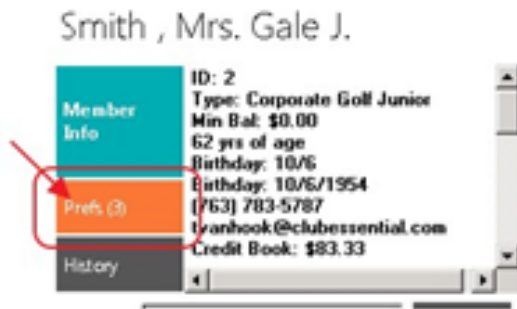 Smith , Mrs. Gale J.
Member
Info
Prefs (3)
History
ID: 2
Type: Corporate Golf Junior
Min Bal: $0.00
62 yrs of age
Birthday: 10/6
Birthday: 10/6/1954
(763) 783-5787
tvanhook@clubessential.com
Credit Book: $83.33